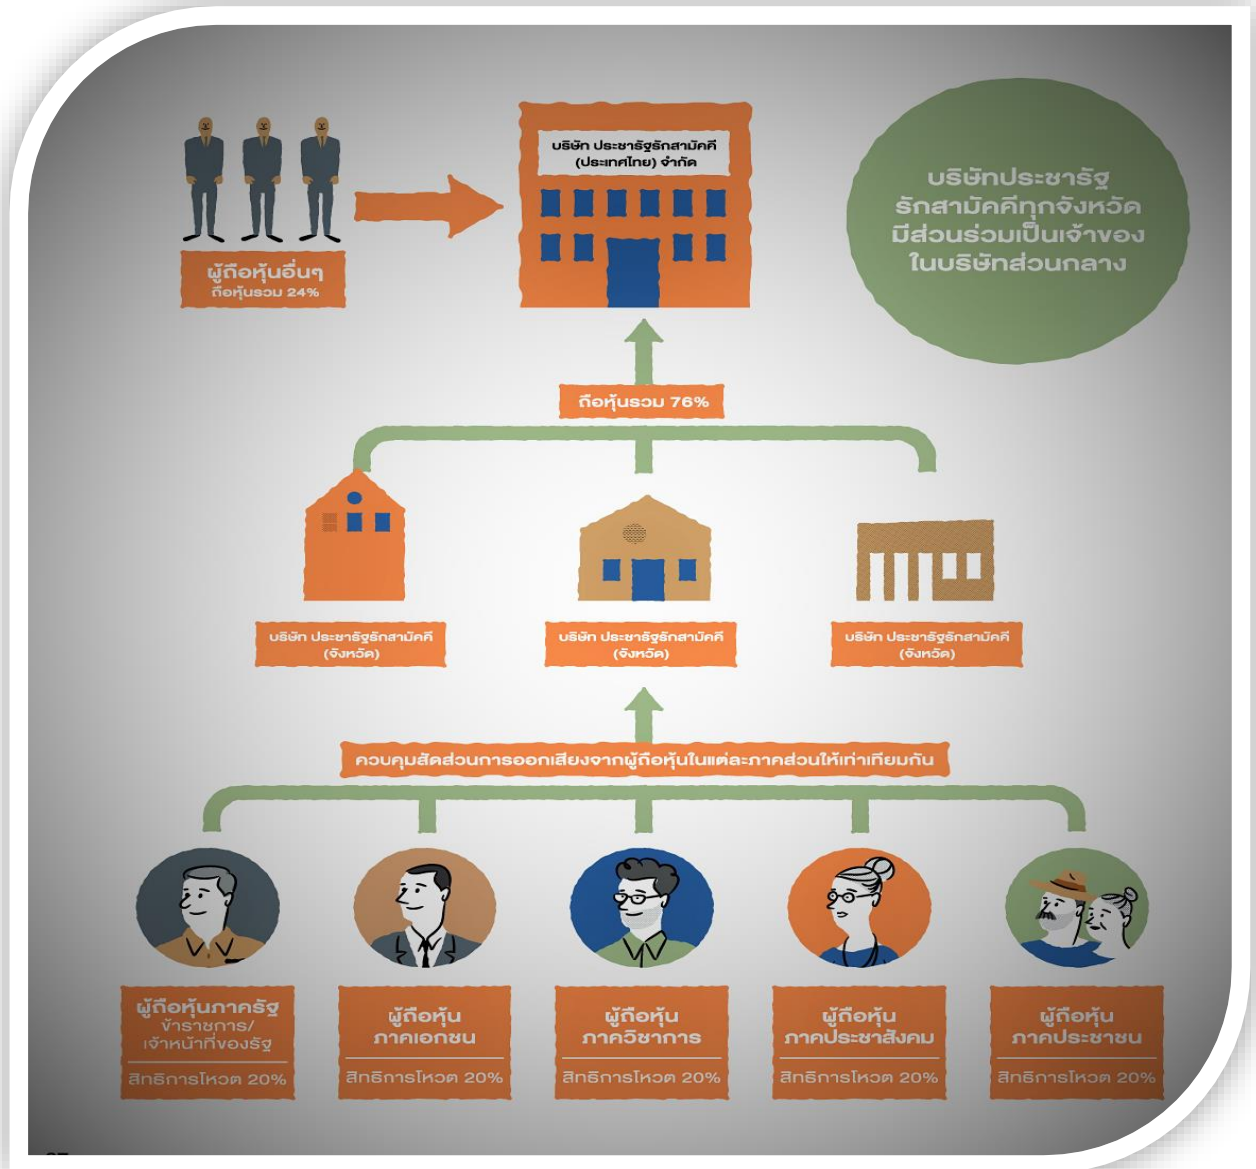 บริษัท ประชารัฐรักสามัคคี
(ประเทศไทย) จำกัด
บริษัทประชารัฐ
รักสามัคคีทุกจังหวัด
มีส่วนร่วมเป็นเจ้าของ
ในบริษัทส่วนกลาง
ผู้ถือหุ้นอื่นๆ
ถือหุ้นรวม 24%
ถือหุ้นรวม 76%
บริษัท ประชารัฐรักสามัคคี
(จังหวัด)
บริษัท ประชารัฐรักสามัคคี
(จังหวัด)
บริษัท ประชารัฐรักสามัคคี
(จังหวัด)
ควบคุมสัดส่วนการออกเสียงจากผู้ถือหุ้นในแต่ละภาคส่วนให้เท่าเทียมกัน
ผู้ถือหุ้นภาครัฐ
ข้าราชการ/
เจ้าหน้าที่ของรัฐ
สิทธิการโหวต 20%
ผู้ถือหุ้น
ภาคเอกชน
สิทธิการโหวต 20%
ผู้ถือหุ้น
ภาควิชาการ
สิทธิการโหวต 20%
ผู้ถือหุ้น
ภาคประชาสังคม
สิทธิการโหวต 20%
ผู้ถือหุ้น
ภาคประชาชน
สิทธิการโหวต 20%